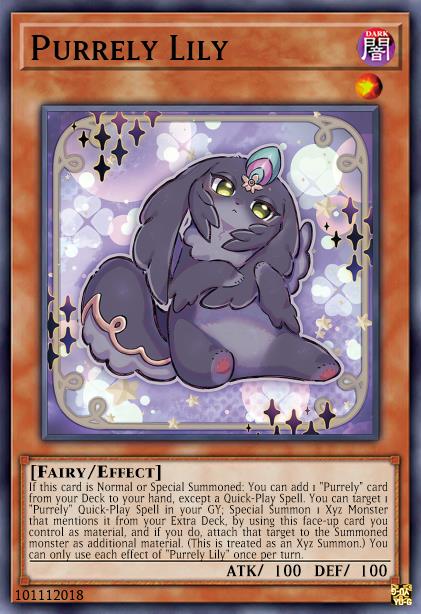 PURRELY LILY
DARK
闇
[FAIRY/EFFECT]
If this card is Normal or Special Summoned: You can add 1 "Purrely"
card from your Deck to your hand, except a Quick-Play Spell. You can target 1
"Purrely" Quick-Play Spell in your GY; Special Summon 1 Xyz Monster
that mentions it from your Extra Deck, by using this face-up card you
control as material, and if you do, attach that target to the Summoned
monster as additional material. (This is treated as an Xyz Summon.) You
can only use each effect of "Purrely Lily" once per turn.
ATK/ 100 DEF/ 100
101112018